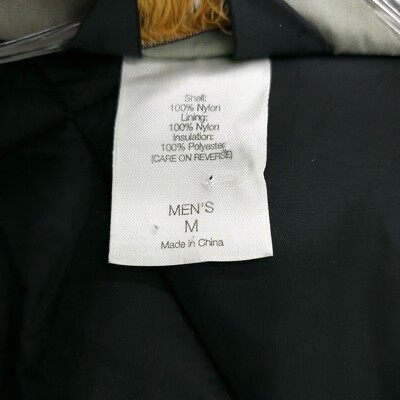 Shell:
100% Nylon
Lining:
100% Nylon
Insulation:
100% Polyester
(CARE ON REVERSE)
MEN'S
M
Made in China